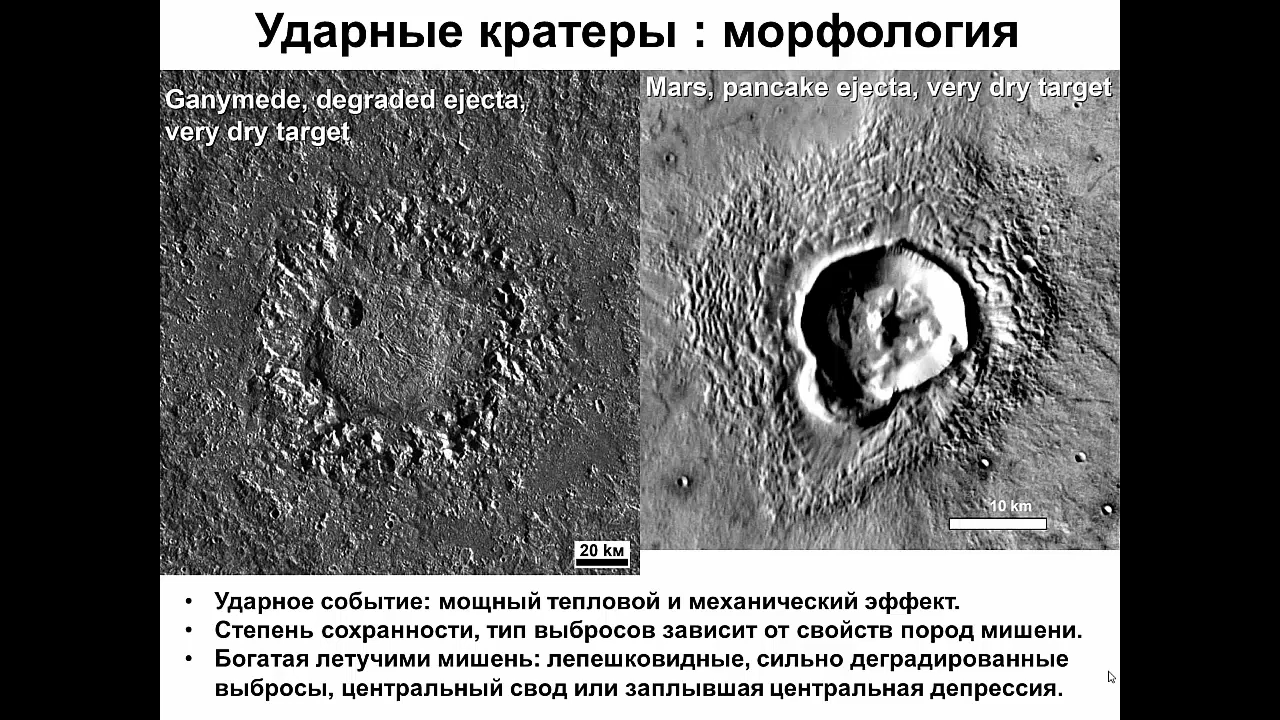 Ударные кратеры : морфология
Ganymede, degraded ejecta,
very dry target
Mars, pancake ejecta, very dry target
10 km
20 км
• Ударное событие: мощный тепловой и механический эффект.
• Степень сохранности, тип выбросов зависит от свойств пород мишени.
• Богатая летучими мишень: лепешковидные, сильно деградированные
выбросы, центральный свод или заплывшая центральная депрессия.